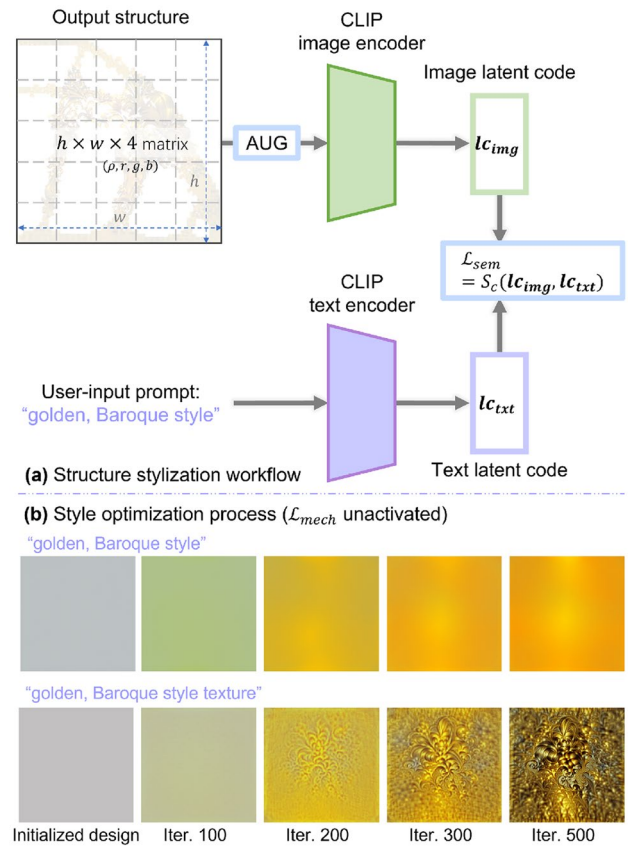 Output structure
CLIP
image encoder
Image latent code
h × w × 4 matrix
(ρ, r, g, b)
h
w
AUG
lc_img
ℒ_sem
= S_c(lc_img, lc_txt)
CLIP
text encoder
User-input prompt:
“golden, Baroque style”
lc_txt
Text latent code
(a) Structure stylization workflow
(b) Style optimization process (ℒ_mech unactivated)
“golden, Baroque style”
“golden, Baroque style texture”
Initialized design Iter. 100 Iter. 200 Iter. 300 Iter. 500